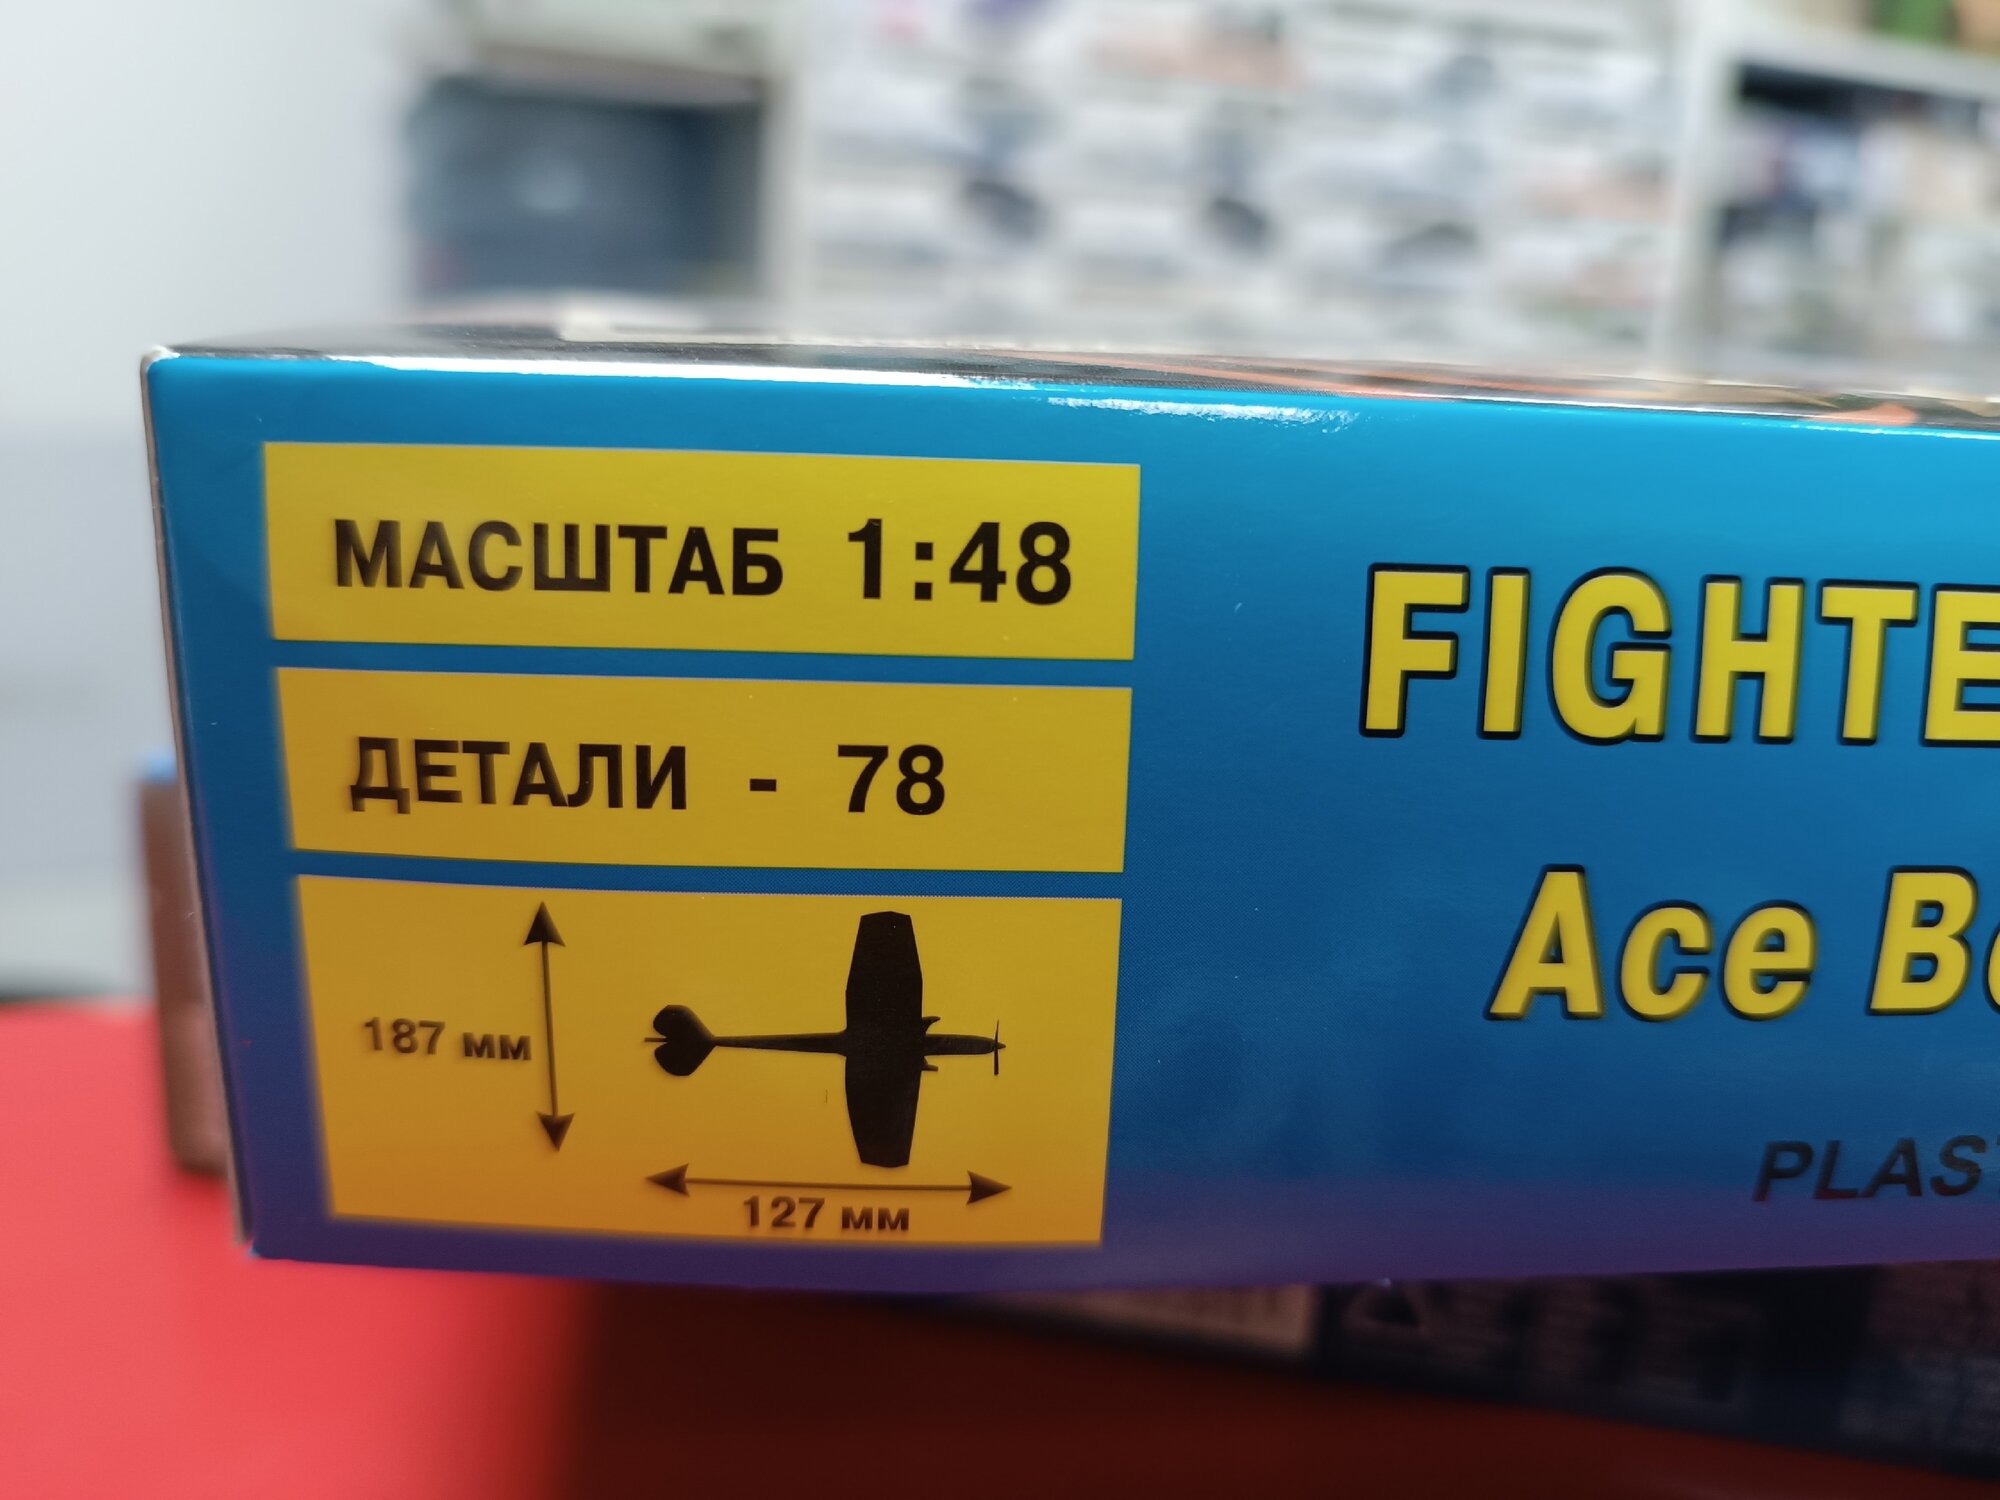 МАСШТАБ 1:48
ДЕТАЛИ - 78
187 мм
127 мм
FIGHTE
Ace B
PLAS